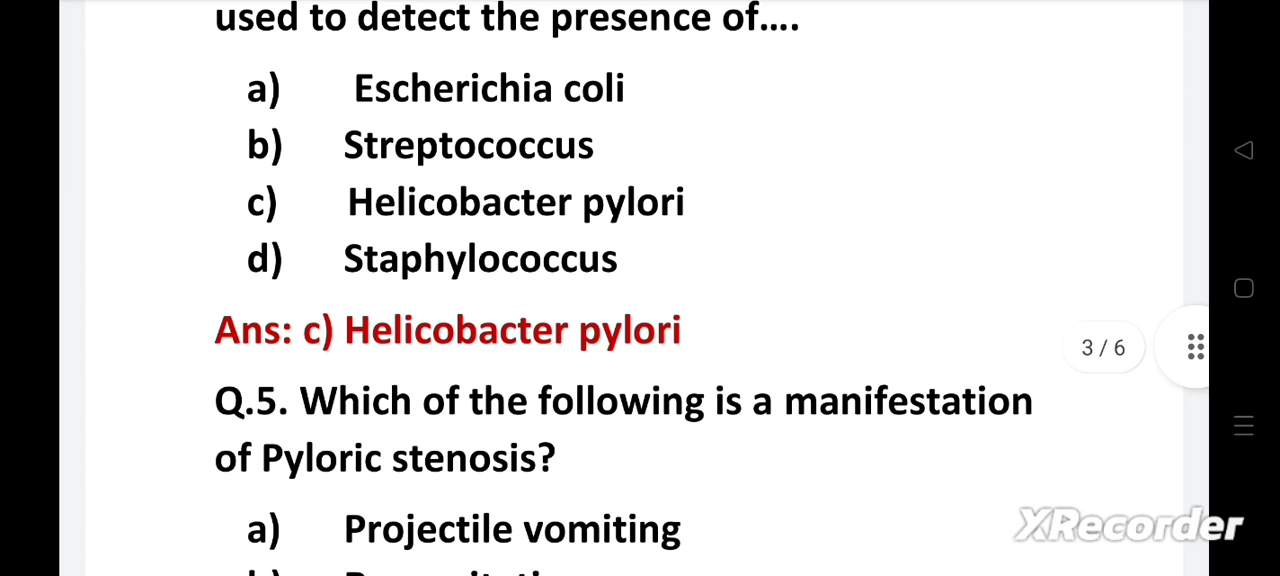 used to detect the presence of....
a) Escherichia coli
b) Streptococcus
c) Helicobacter pylori
d) Staphylococcus
Ans: c) Helicobacter pylori
3 / 6
Q.5. Which of the following is a manifestation
of Pyloric stenosis?
a) Projectile vomiting
XRecorder